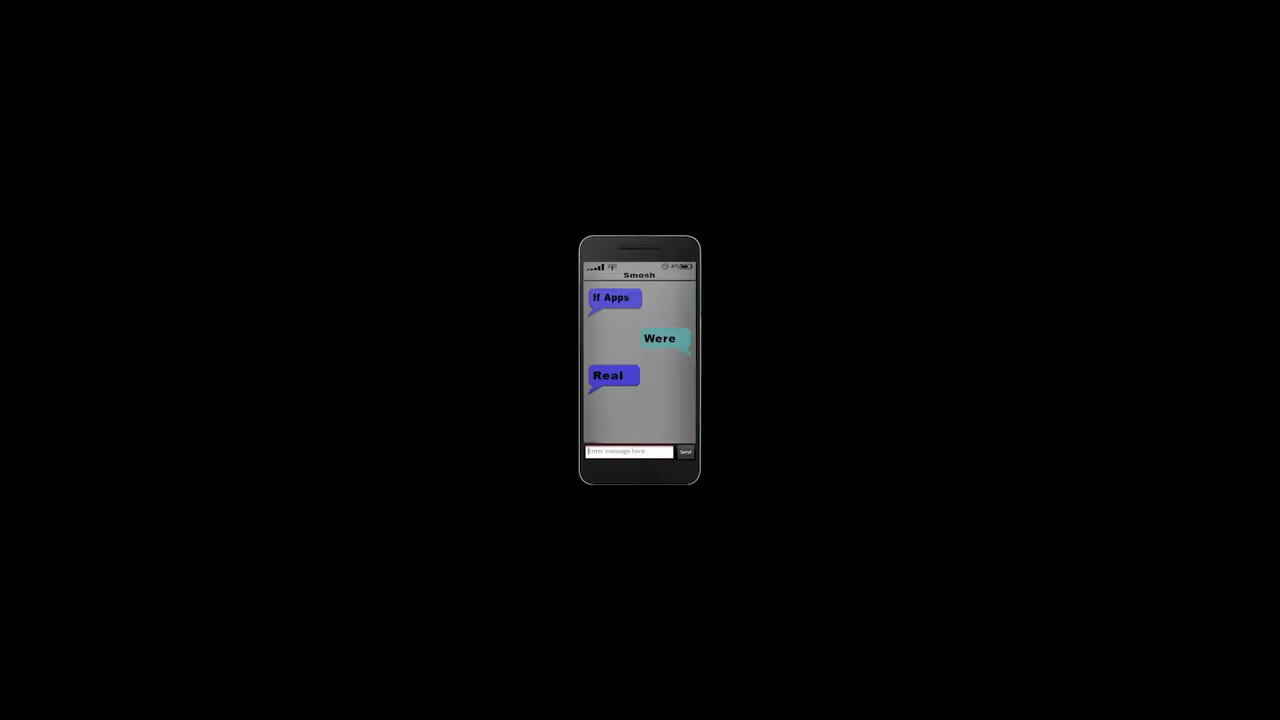 Smosh
If Apps
Were
Real
Enter message here
Send